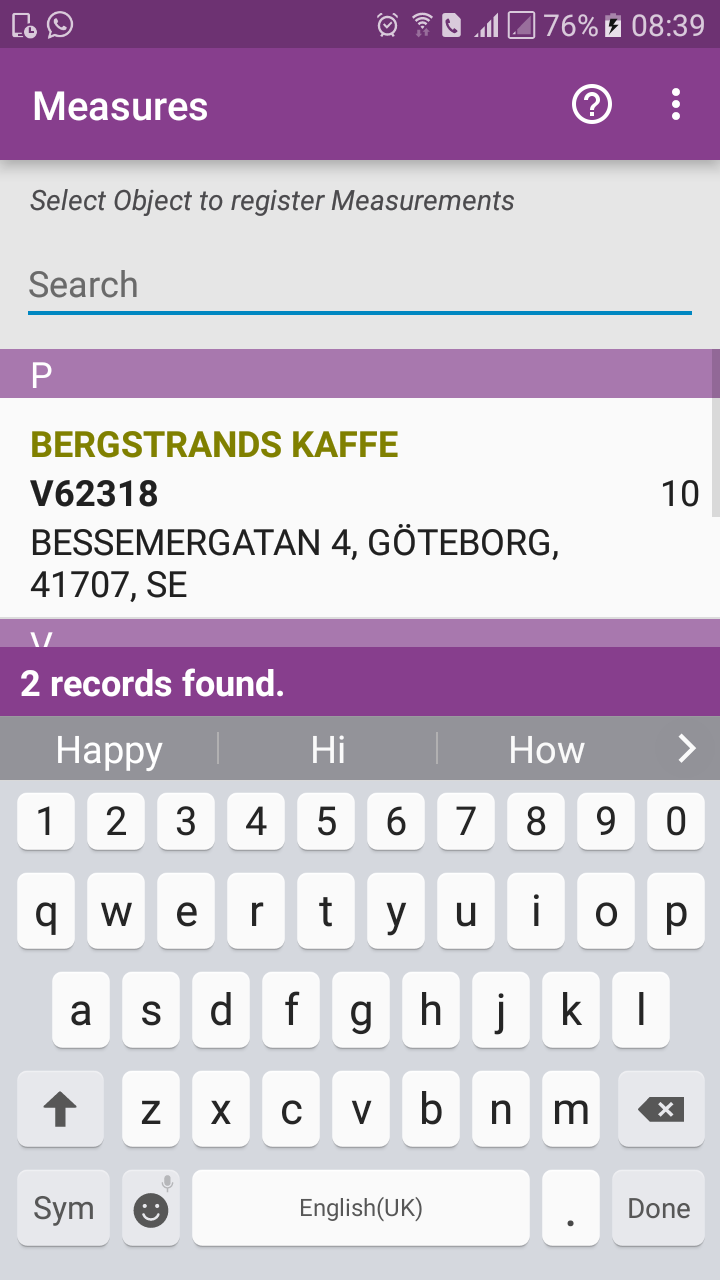 76% 08:39
Measures
Select Object to register Measurements
Search
P
BERGSTRANDS KAFFE
V62318 10
BESSEMERGATAN 4, GÖTEBORG,
41707, SE
V
2 records found.
Happy Hi How
1 2 3 4 5 6 7 8 9 0
q w e r t y u i o p
a s d f g h j k l
z x c v b n m
Sym English(UK) . Done